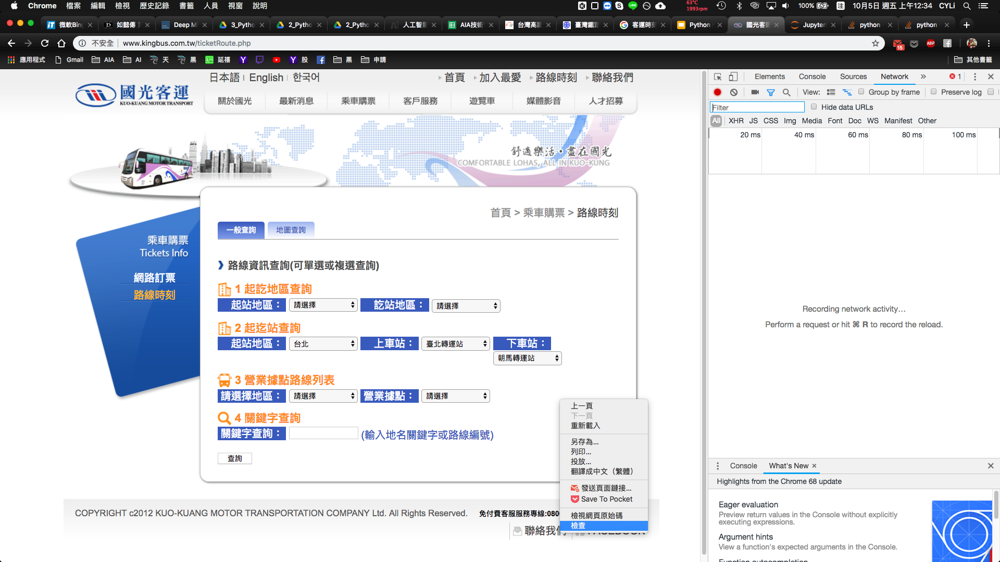 Chrome 檔案 編輯 檢視 歷史記錄 書籤 人員 視窗 說明
63°C
1993rpm
100% 注 10月5日 週五 上午12:34 CYLi
微軟Bing 如懿傳 Deep Mi 3_Pytho 2_Pytho 2_Pytho 人工智慧 AIA技術 台灣高鐵 臺灣鐵路 客運時刻 Python 國光客運 Jupyter python python
不安全 www.kingbus.com.tw/ticketRoute.php
15 ABP
應用程式 Gmail AIA AI 天 黑 延禧 股 黑 申請 其他書籤
日本語 English 한국어
首頁 加入最愛 路線時刻 聯絡我們
國光客運
KUO-KUANG MOTOR TRANSPORT
關於國光 最新消息 乘車購票 客戶服務 遊覽車 媒體影音 人才招募
舒適樂活・盡在國光
COMFORTABLE LOHAS, ALL IN KUO-KUNG
首頁 > 乘車購票 > 路線時刻
一般查詢 地圖查詢
乘車購票
Tickets Info
網路訂票
路線時刻
路線資訊查詢(可單選或複選查詢)
1 起訖地區查詢
起站地區： 請選擇 訖站地區： 請選擇
2 起迄站查詢
起站地區： 台北 上車站： 臺北轉運站 下車站：
朝馬轉運站
3 營業據點路線列表
請選擇地區： 請選擇 營業據點： 請選擇
4 關鍵字查詢
關鍵字查詢： (輸入地名關鍵字或路線編號)
查詢
上一頁
下一頁
重新載入
另存為...
列印...
投放...
翻譯成中文（繁體）
發送頁面鏈接...
Save To Pocket
檢視網頁原始碼
檢查
COPYRIGHT c2012 KUO-KUANG MOTOR TRANSPORTATION COMPANY Ltd. All Rights Reserved. 免付費客服服務專線:080
聯絡我們 FACEBOOK
Elements Console Sources Network 1
View: Group by frame Preserve log
Filter Hide data URLs
All XHR JS CSS Img Media Font Doc WS Manifest Other
20 ms 40 ms 60 ms 80 ms 100 ms
Recording network activity…
Perform a request or hit ⌘ R to record the reload.
Console What's New
Highlights from the Chrome 68 update
Eager evaluation
Preview return values in the Console without explicitly
executing expressions.
Argument hints
View a function's expected arguments in the Console.
Function autocompletion